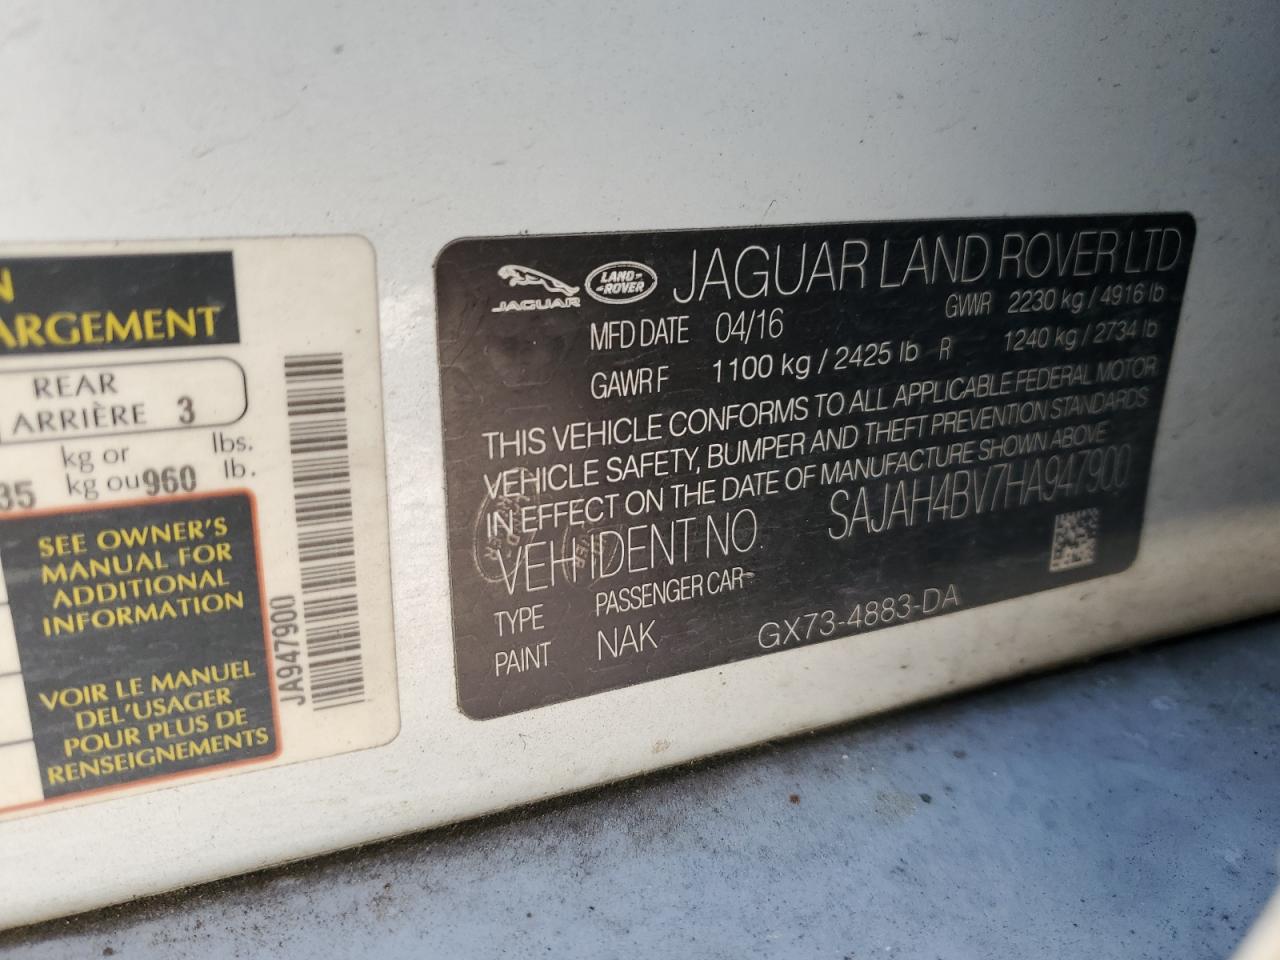 N
ARGEMENT
REAR
ARRIÈRE 3
kg or lbs.
35 kg ou 960 lb.
SEE OWNER'S
MANUAL FOR
ADDITIONAL
INFORMATION
VOIR LE MANUEL
DEL'USAGER
POUR PLUS DE
RENSEIGNEMENTS
JA947900
JAGUAR
LAND-
-ROVER
JAGUAR LAND ROVER LTD
MFD DATE 04/16 GVWR 2230 kg / 4916 lb
GAWR F 1100 kg / 2425 lb R 1240 kg / 2734 lb
THIS VEHICLE CONFORMS TO ALL APPLICABLE FEDERAL MOTOR
VEHICLE SAFETY, BUMPER AND THEFT PREVENTION STANDARDS
IN EFFECT ON THE DATE OF MANUFACTURE SHOWN ABOVE
VEH IDENT NO SAJAH4BV7HA947900
TYPE PASSENGER CAR
PAINT NAK GX73-4883-DA